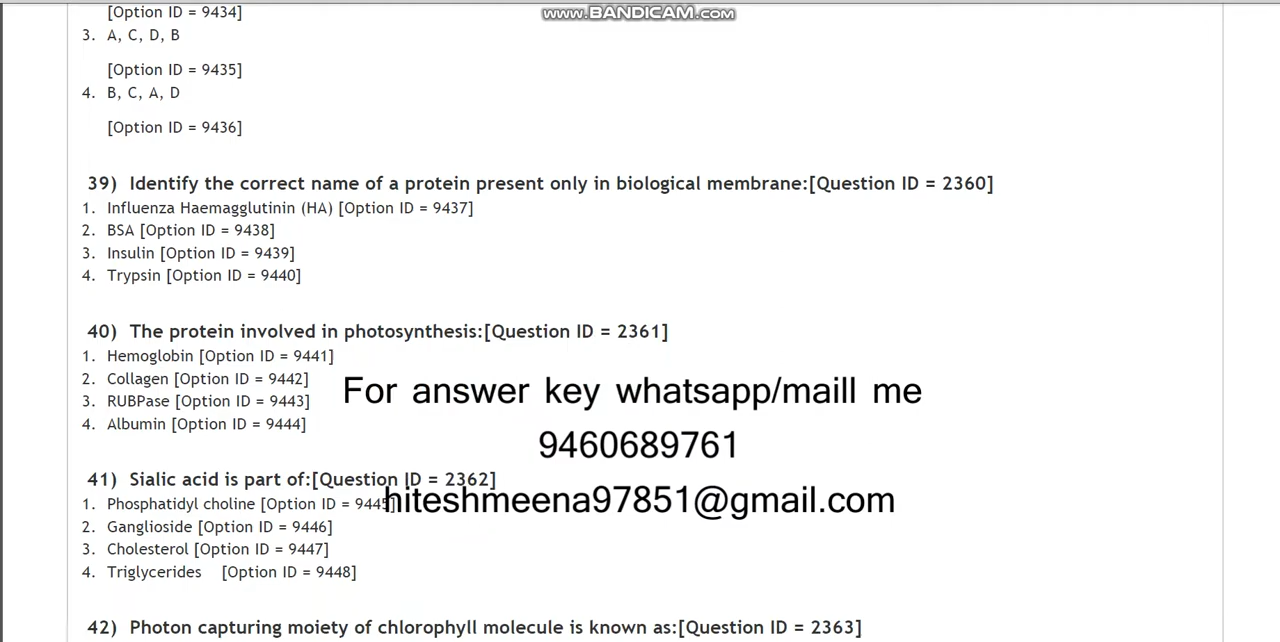 [Option ID = 9434]
www.BANDICAM.com
3. A, C, D, B
[Option ID = 9435]
4. B, C, A, D
[Option ID = 9436]
39) Identify the correct name of a protein present only in biological membrane:[Question ID = 2360]
1. Influenza Haemagglutinin (HA) [Option ID = 9437]
2. BSA [Option ID = 9438]
3. Insulin [Option ID = 9439]
4. Trypsin [Option ID = 9440]
40) The protein involved in photosynthesis:[Question ID = 2361]
1. Hemoglobin [Option ID = 9441]
2. Collagen [Option ID = 9442]
3. RUBPase [Option ID = 9443]
4. Albumin [Option ID = 9444]
For answer key whatsapp/maill me
9460689761
hiteshmeena97851@gmail.com
41) Sialic acid is part of:[Question ID = 2362]
1. Phosphatidyl choline [Option ID = 9445]
2. Ganglioside [Option ID = 9446]
3. Cholesterol [Option ID = 9447]
4. Triglycerides [Option ID = 9448]
42) Photon capturing moiety of chlorophyll molecule is known as:[Question ID = 2363]